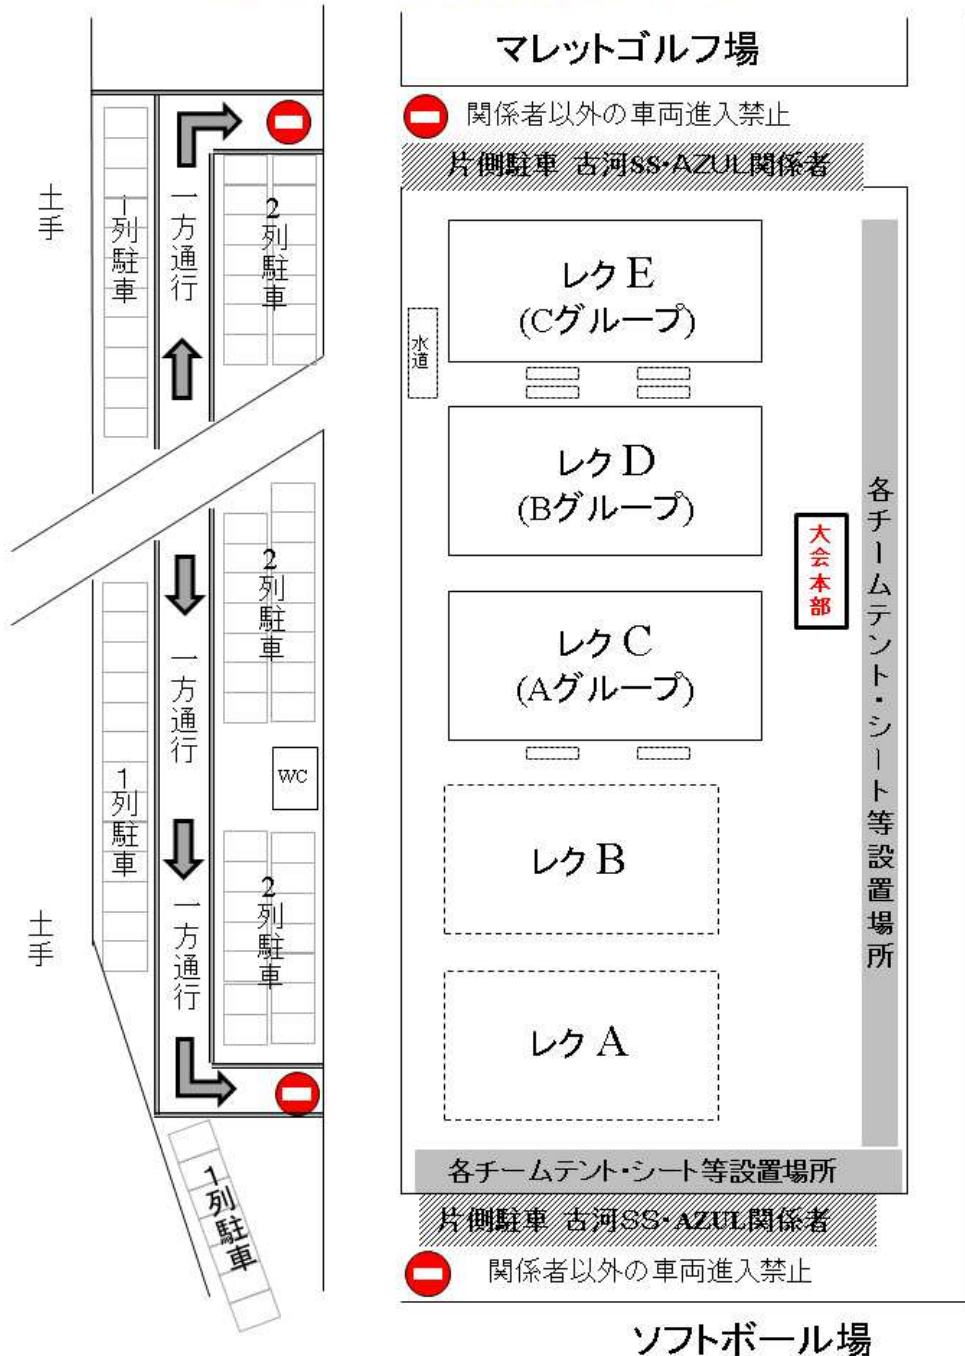 マレットゴルフ場
関係者以外の車両進入禁止
片側駐車 古河SS・AZUL関係者
土手
1列駐車
一方通行
2列駐車
レクE
(Cグループ)
水道
レクD
(Bグループ)
大会本部
各チームテント・シート等設置場所
レクC
(Aグループ)
2列駐車
一方通行
WC
1列駐車
レクB
2列駐車
一方通行
土手
レクA
各チームテント・シート等設置場所
片側駐車 古河SS・AZUL関係者
1列駐車
関係者以外の車両進入禁止
ソフトボール場